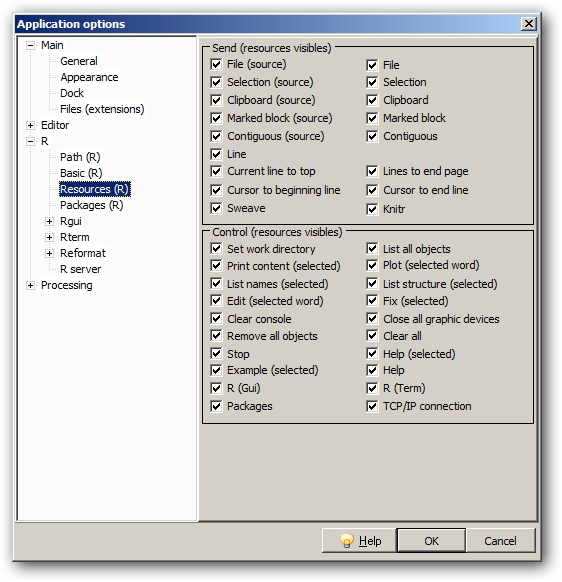 Application options
Main
General
Appearance
Dock
Files (extensions)
Editor
R
Path (R)
Basic (R)
Resources (R)
Packages (R)
Rgui
Rterm
Reformat
R server
Processing
Send (resources visibles)
File (source) File
Selection (source) Selection
Clipboard (source) Clipboard
Marked block (source) Marked block
Contiguous (source) Contiguous
Line
Current line to top Lines to end page
Cursor to beginning line Cursor to end line
Sweave Knitr
Control (resources visibles)
Set work directory List all objects
Print content (selected) Plot (selected word)
List names (selected) List structure (selected)
Edit (selected word) Fix (selected)
Clear console Close all graphic devices
Remove all objects Clear all
Stop Help (selected)
Example (selected) Help
R (Gui) R (Term)
Packages TCP/IP connection
Help OK Cancel